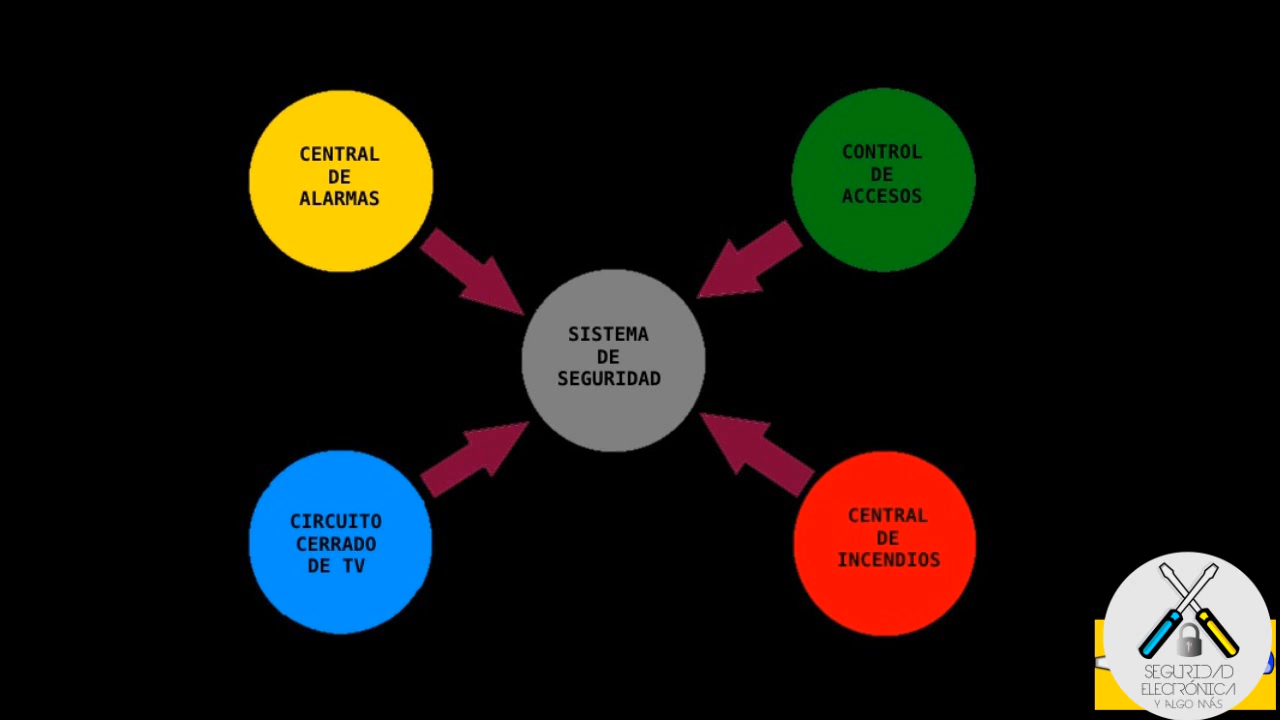 CENTRAL
DE
ALARMAS
CONTROL
DE
ACCESOS
SISTEMA
DE
SEGURIDAD
CIRCUITO
CERRADO
DE TV
CENTRAL
DE
INCENDIOS
SEGURIDAD
ELECTRÓNICA
Y ALGO MÁS